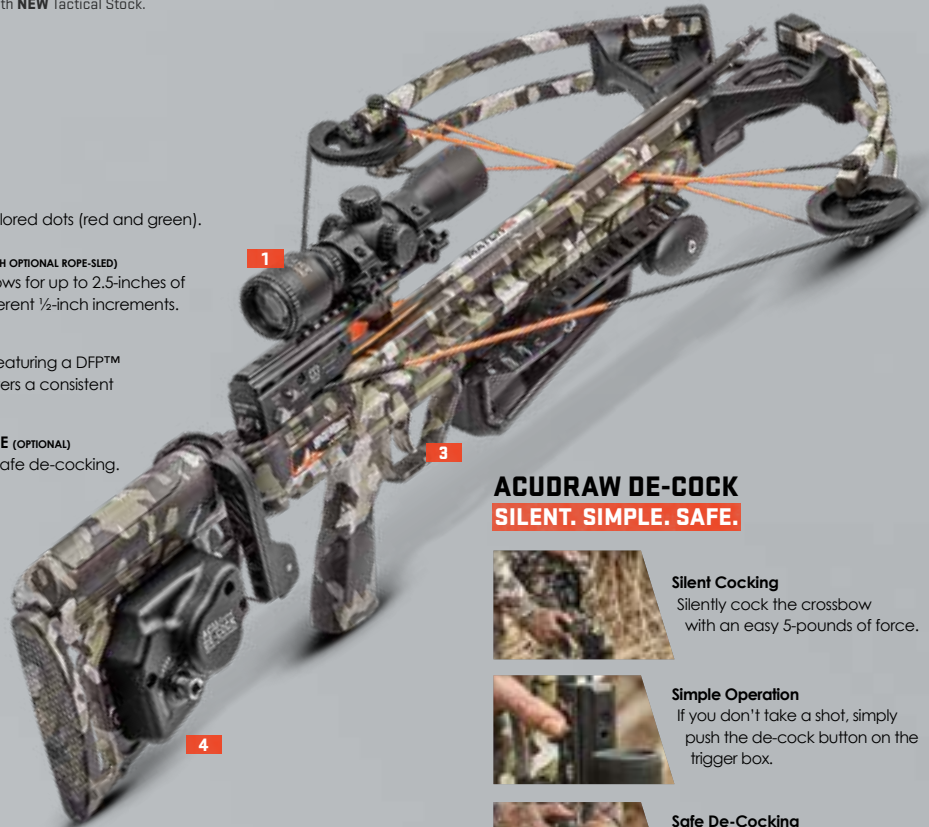 th NEW Tactical Stock.
lored dots (red and green).
H OPTIONAL ROPE-SLED)
ows for up to 2.5-inches of
erent ½-inch increments.
eaturing a DFP™
ers a consistent
E (OPTIONAL)
afe de-cocking.
1
3
4
ACUDRAW DE-COCK
SILENT. SIMPLE. SAFE.
Silent Cocking
Silently cock the crossbow
with an easy 5-pounds of force.
Simple Operation
If you don't take a shot, simply
push the de-cock button on the
trigger box.
Safe De-Cocking